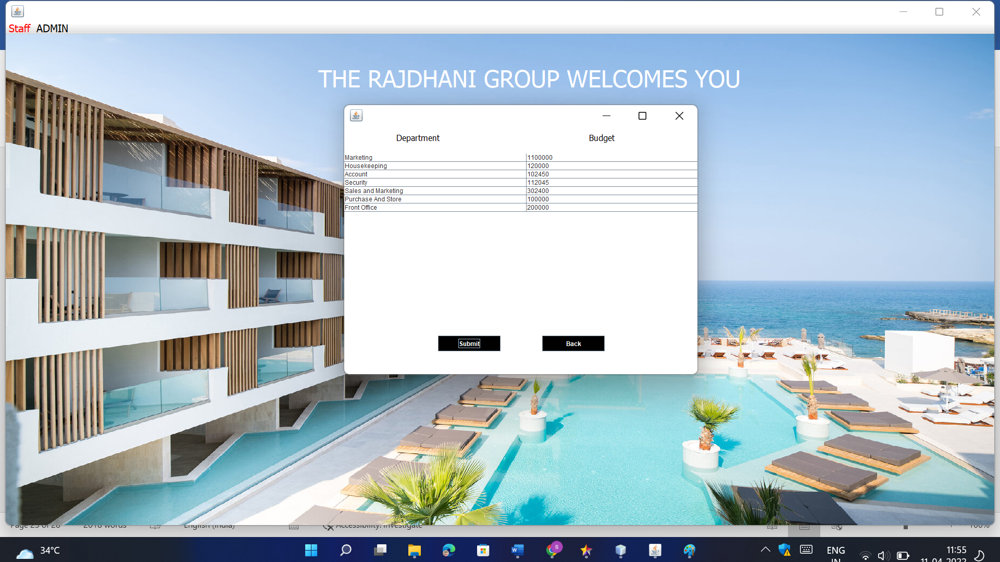 Staff ADMIN
THE RAJDHANI GROUP WELCOMES YOU
Department Budget
Marketing 1100000
Housekeeping 120000
Account 102450
Security 112045
Sales and Marketing 302400
Purchase And Store 100000
Front Office 200000
Submit Back
Page 25 of 28 2018 words English (India) Accessibility: Investigate 100%
34°C
ENG
IN
11:55
11-04-2022